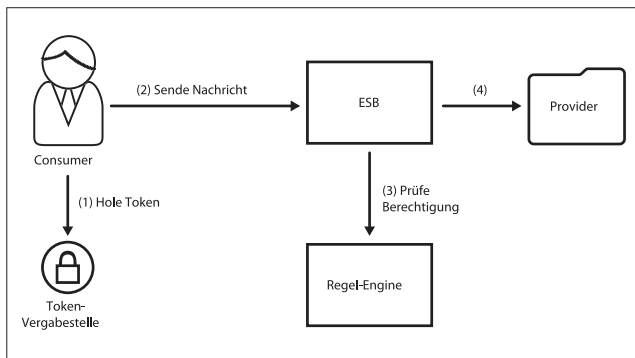 (2) Sende Nachricht
ESB
(4)
Provider
Consumer
(1) Hole Token
(3) Prüfe
Berechtigung
Token-
Vergabestelle
Regel-Engine